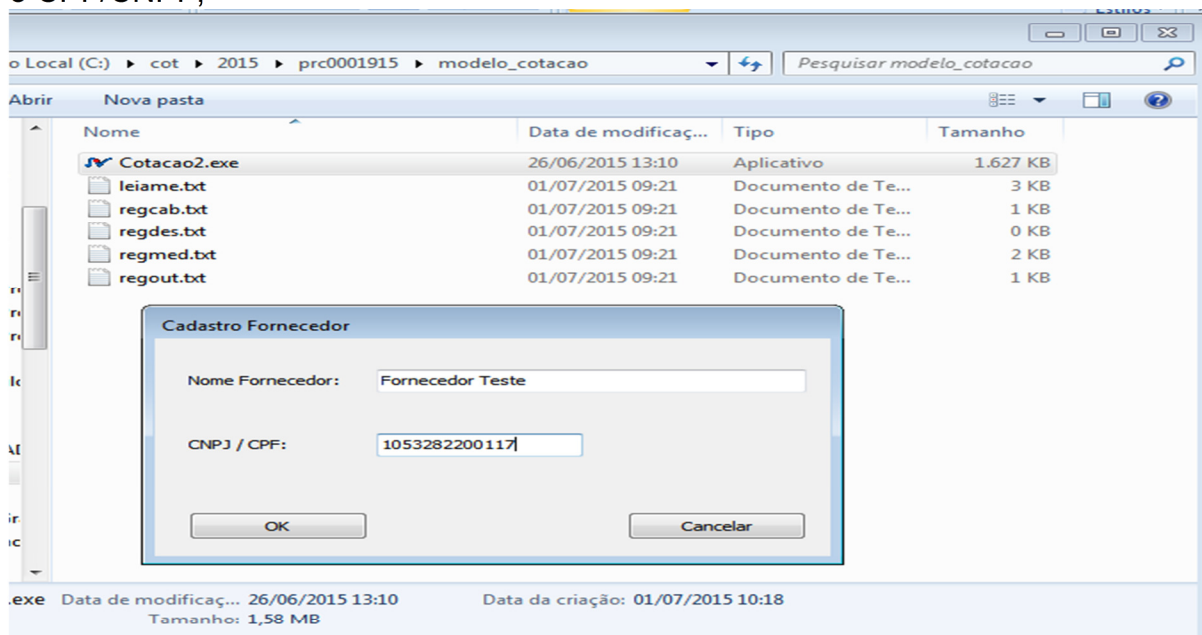 o Local (C:) ▸ cot ▸ 2015 ▸ prc0001915 ▸ modelo_cotacao Pesquisar modelo_cotacao
Abrir Nova pasta
Nome Data de modificaç... Tipo Tamanho
Cotacao2.exe 26/06/2015 13:10 Aplicativo 1.627 KB
leiame.txt 01/07/2015 09:21 Documento de Te... 3 KB
regcab.txt 01/07/2015 09:21 Documento de Te... 1 KB
regdes.txt 01/07/2015 09:21 Documento de Te... 0 KB
regmed.txt 01/07/2015 09:21 Documento de Te... 2 KB
regout.txt 01/07/2015 09:21 Documento de Te... 1 KB
Cadastro Fornecedor
Nome Fornecedor: Fornecedor Teste
CNPJ / CPF: 1053282200117
OK Cancelar
.exe Data de modificaç... 26/06/2015 13:10 Data da criação: 01/07/2015 10:18
Tamanho: 1,58 MB